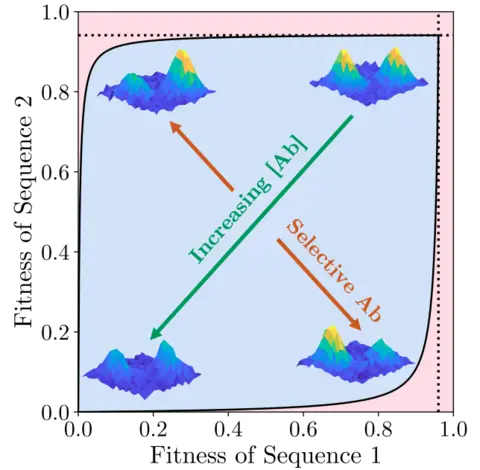 1.0
0.8
0.6
0.4
0.2
0.0
Fitness of Sequence 2
Increasing [Ab]
Selective Ab
0.0 0.2 0.4 0.6 0.8 1.0
Fitness of Sequence 1